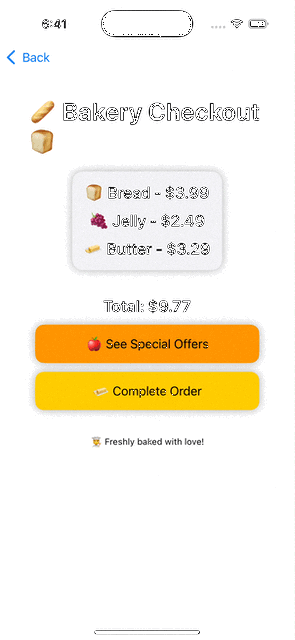 6:41
Back
🥖 Bakery Checkout
🍞
🍞 Bread - $3.99
🍇 Jelly - $2.49
🧈 Butter - $3.29
Total: $9.77
🍎 See Special Offers
🧈 Complete Order
👨‍🍳 Freshly baked with love!